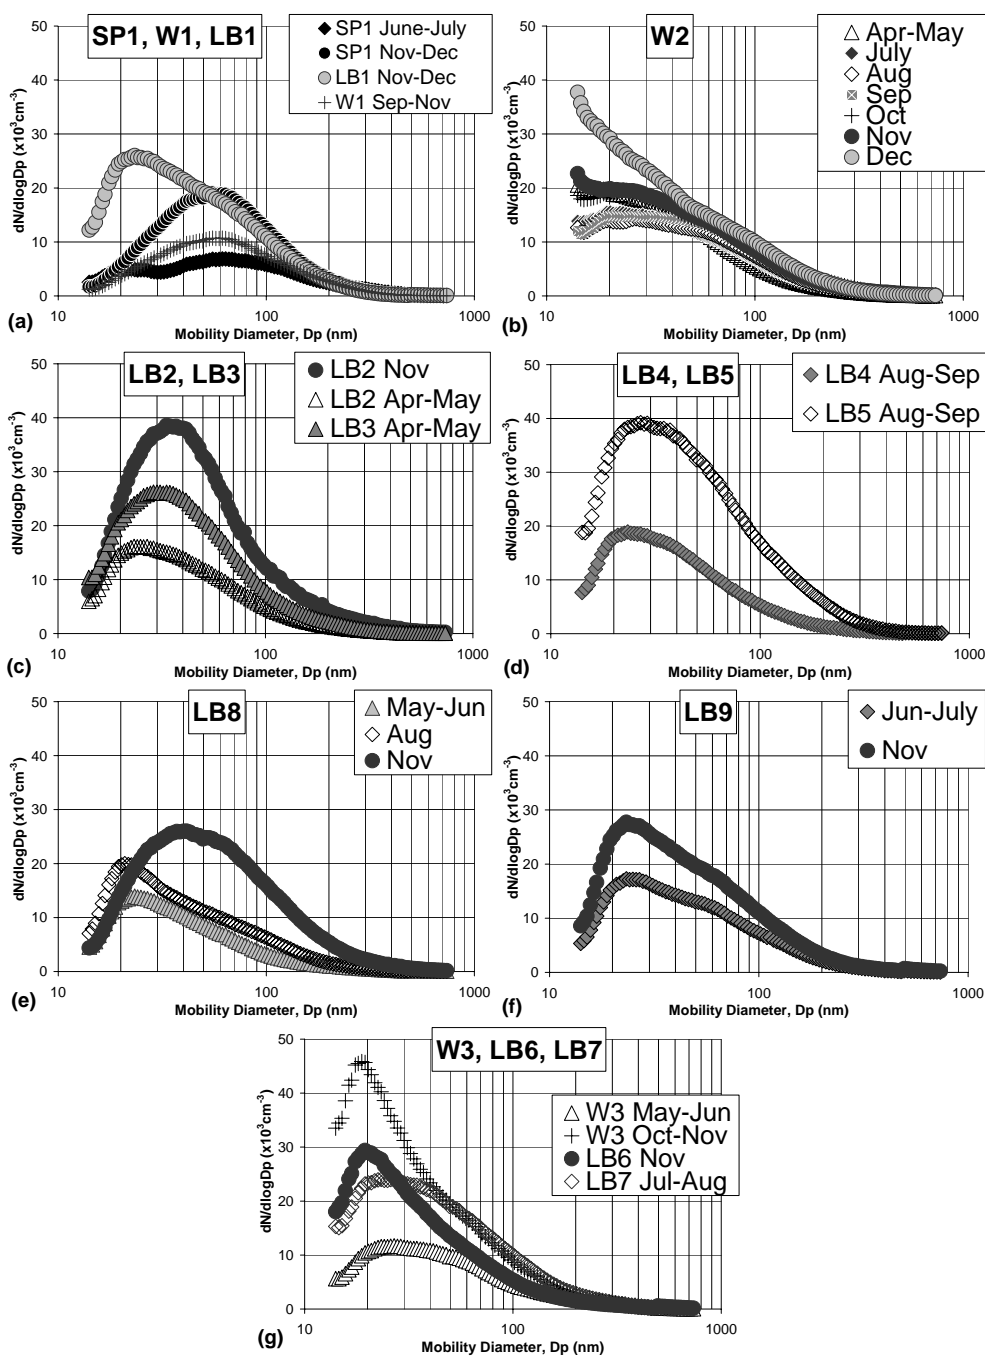 SP1, W1, LB1
SP1 June-July
SP1 Nov-Dec
LB1 Nov-Dec
W1 Sep-Nov
dN/dlogDp (x10³cm⁻³)
50
40
30
20
10
0
10 100 1000
Mobility Diameter, Dp (nm)
(a)
W2
Apr-May
July
Aug
Sep
Oct
Nov
Dec
dN/dlogDp (x10³cm⁻³)
50
40
30
20
10
0
10 100 1000
Mobility Diameter, Dp (nm)
(b)
LB2, LB3
LB2 Nov
LB2 Apr-May
LB3 Apr-May
dN/dlogDp (x10³cm⁻³)
50
40
30
20
10
0
10 100 1000
Mobility Diameter, Dp (nm)
(c)
LB4, LB5
LB4 Aug-Sep
LB5 Aug-Sep
dN/dlogDp (x10³cm⁻³)
50
40
30
20
10
0
10 100 1000
Mobility Diameter, Dp (nm)
(d)
LB8
May-Jun
Aug
Nov
dN/dlogDp (x10³cm⁻³)
50
40
30
20
10
0
10 100 1000
Mobility Diameter, Dp (nm)
(e)
LB9
Jun-July
Nov
dN/dlogDp (x10³cm⁻³)
50
40
30
20
10
0
10 100 1000
Mobility Diameter, Dp (nm)
(f)
W3, LB6, LB7
W3 May-Jun
W3 Oct-Nov
LB6 Nov
LB7 Jul-Aug
dN/dlogDp (x10³cm⁻³)
50
40
30
20
10
0
10 100 1000
Mobility Diameter, Dp (nm)
(g)